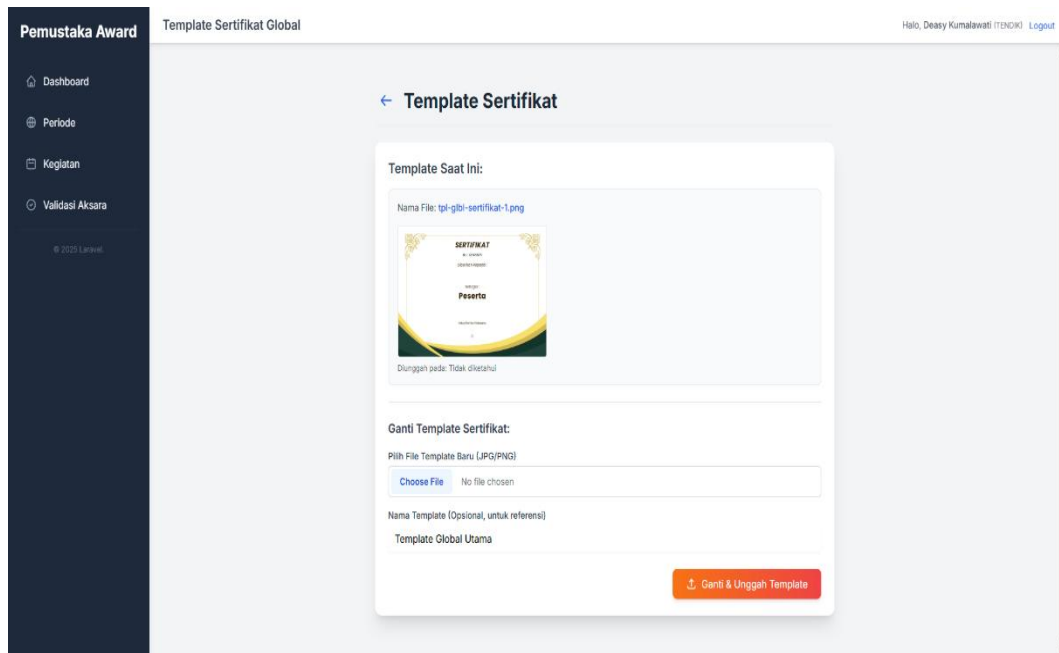 Pemustaka Award
Template Sertifikat Global
Halo, Deasy Kumalawati (TENDIK) Logout
Dashboard
Periode
Kegiatan
Validasi Aksara
© 2025 Laravel
← Template Sertifikat
Template Saat Ini:
Nama File: tpl-glbl-sertifikat-1.png
SERTIFIKAT
Peserta
Diunggah pada: Tidak diketahui
Ganti Template Sertifikat:
Pilih File Template Baru (JPG/PNG)
Choose File No file chosen
Nama Template (Opsional, untuk referensi)
Template Global Utama
Ganti & Unggah Template